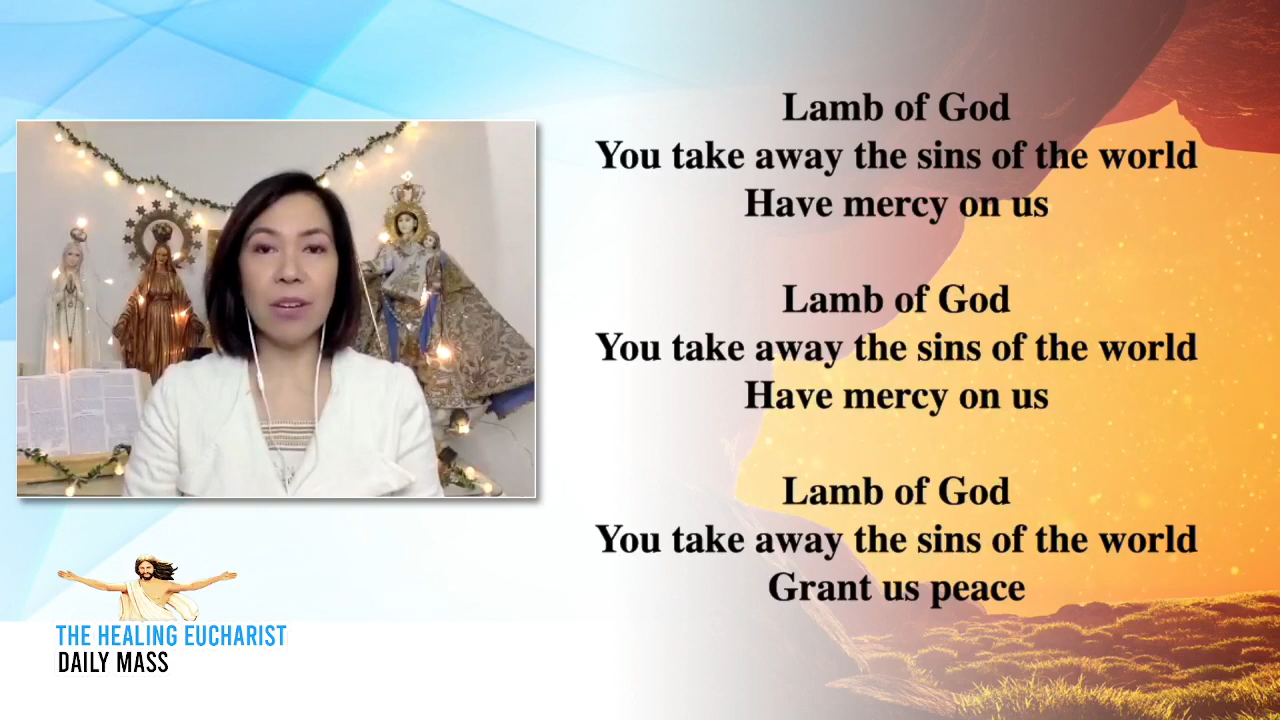 Lamb of God
You take away the sins of the world
Have mercy on us
Lamb of God
You take away the sins of the world
Have mercy on us
Lamb of God
You take away the sins of the world
Grant us peace
THE HEALING EUCHARIST
DAILY MASS